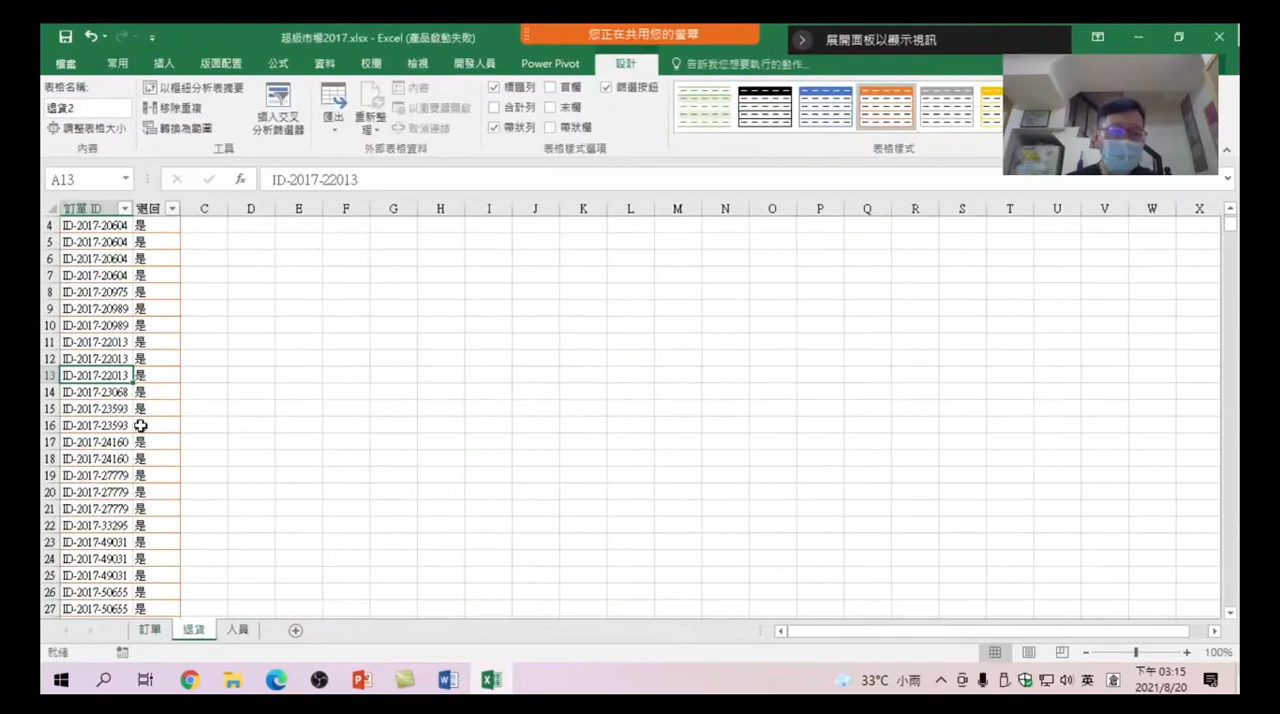 超級市場2017.xlsx - Excel (產品啟動失敗)
您正在共用您的螢幕
展開面板以顯示視訊
檔案 常用 插入 版面配置 公式 資料 校閱 檢視 開發人員 Power Pivot 設計 告訴我您想要執行的動作...
表格名稱:
退貨2
調整表格大小
內容
以樞紐分析表摘要
移除重複
轉換為範圍
插入交叉
分析篩選器
工具
匯出
重新整
理
內容
以瀏覽器開啟
取消連結
外部表格資料
標題列 首欄 篩選按鈕
合計列 末欄
帶狀列 帶狀欄
表格樣式選項
表格樣式
A13 fx ID-2017-22013
訂單 ID 退回 C D E F G H I J K L M N O P Q R S T U V W X
4 ID-2017-20604 是
5 ID-2017-20604 是
6 ID-2017-20604 是
7 ID-2017-20604 是
8 ID-2017-20975 是
9 ID-2017-20989 是
10 ID-2017-20989 是
11 ID-2017-22013 是
12 ID-2017-22013 是
13 ID-2017-22013 是
14 ID-2017-23068 是
15 ID-2017-23593 是
16 ID-2017-23593 是
17 ID-2017-24160 是
18 ID-2017-24160 是
19 ID-2017-27779 是
20 ID-2017-27779 是
21 ID-2017-27779 是
22 ID-2017-33295 是
23 ID-2017-49031 是
24 ID-2017-49031 是
25 ID-2017-49031 是
26 ID-2017-50655 是
27 ID-2017-50655 是
訂單 退貨 人員
就緒
100%
33°C 小雨
英
倉
下午 03:15
2021/8/20